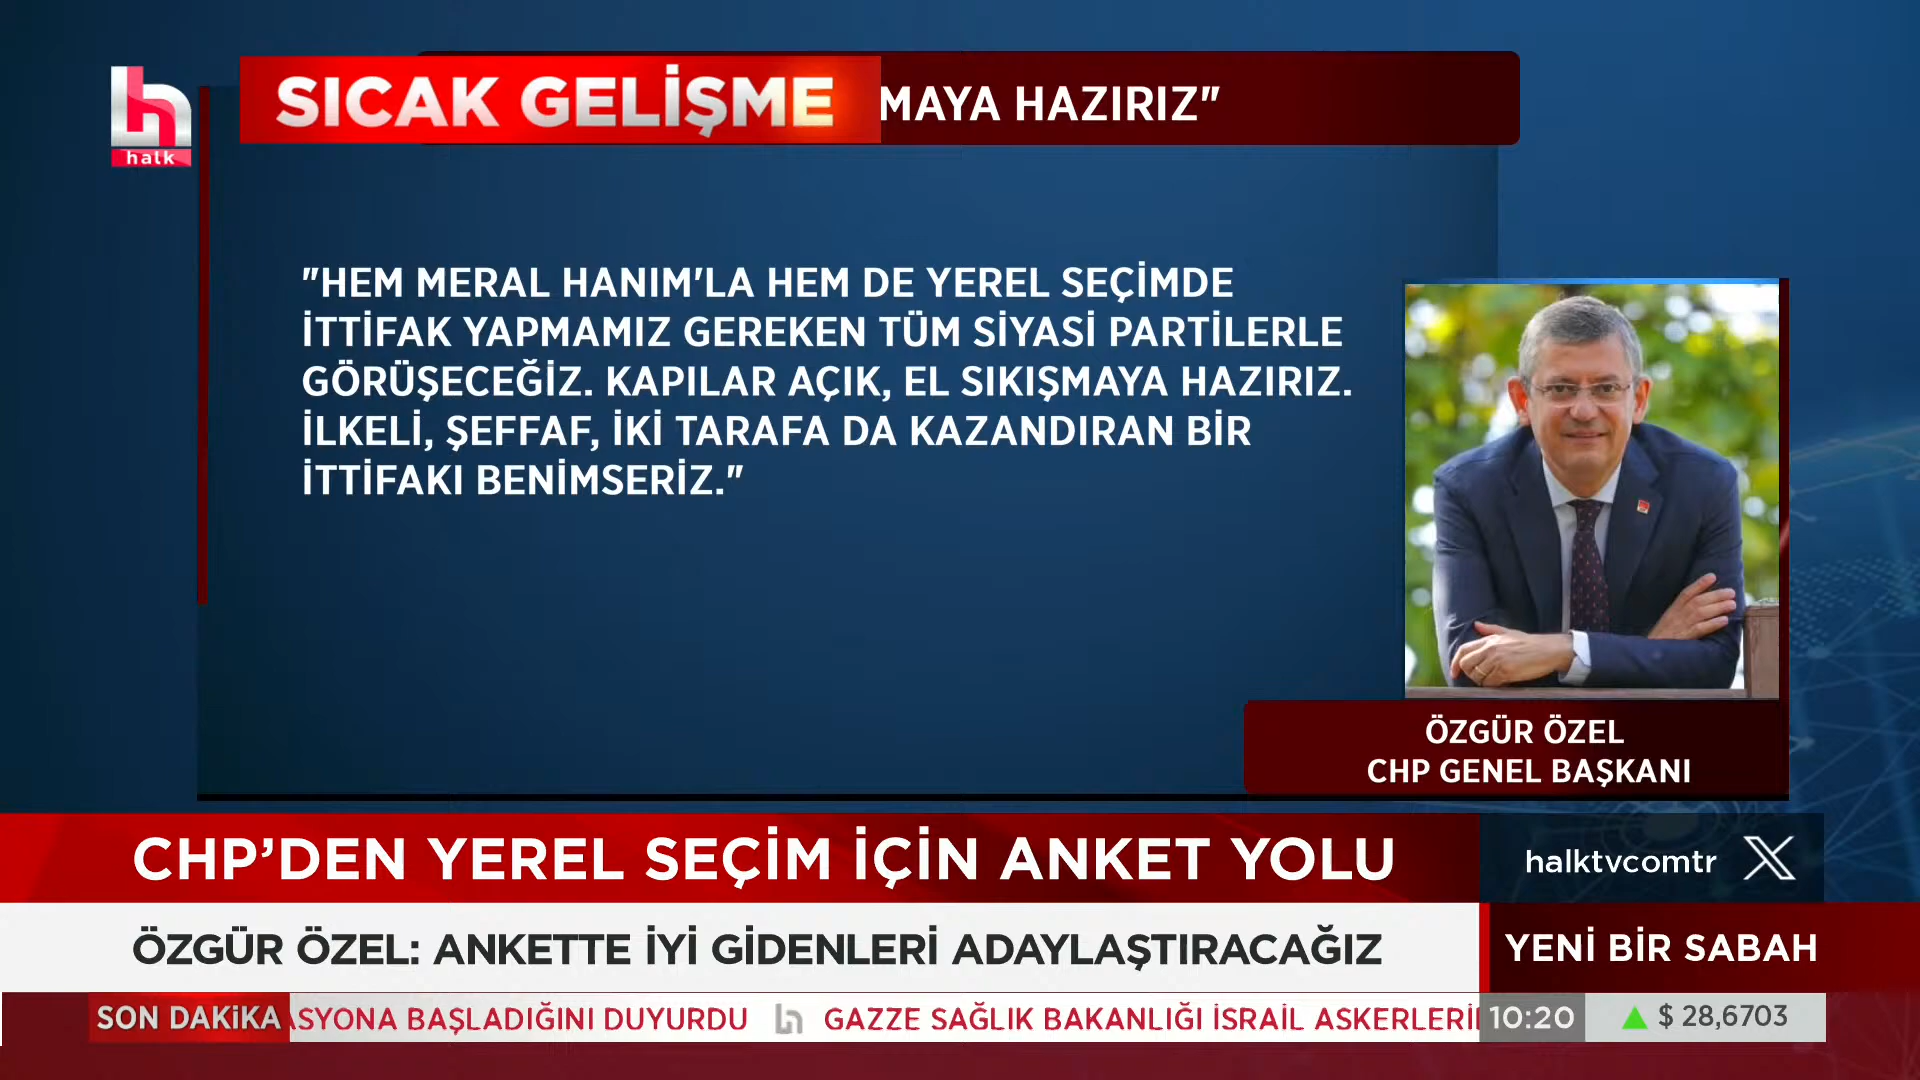 halk
SICAK GELİŞME
MAYA HAZIRIZ"
"HEM MERAL HANIM'LA HEM DE YEREL SEÇİMDE
İTTİFAK YAPMAMIZ GEREKEN TÜM SİYASİ PARTİLERLE
GÖRÜŞECEĞİZ. KAPILAR AÇIK, EL SIKIŞMAYA HAZIRIZ.
İLKELİ, ŞEFFAF, İKİ TARAFA DA KAZANDIRAN BİR
İTTİFAKI BENİMSERİZ."
ÖZGÜR ÖZEL
CHP GENEL BAŞKANI
CHP’DEN YEREL SEÇİM İÇİN ANKET YOLU
halktvcomtr
ÖZGÜR ÖZEL: ANKETTE İYİ GİDENLERİ ADAYLAŞTIRACAĞIZ
YENİ BİR SABAH
SON DAKİKA
ASYONA BAŞLADIĞINI DUYURDU
GAZZE SAĞLIK BAKANLIĞI İSRAİL ASKERLERİ
10:20
$ 28,6703